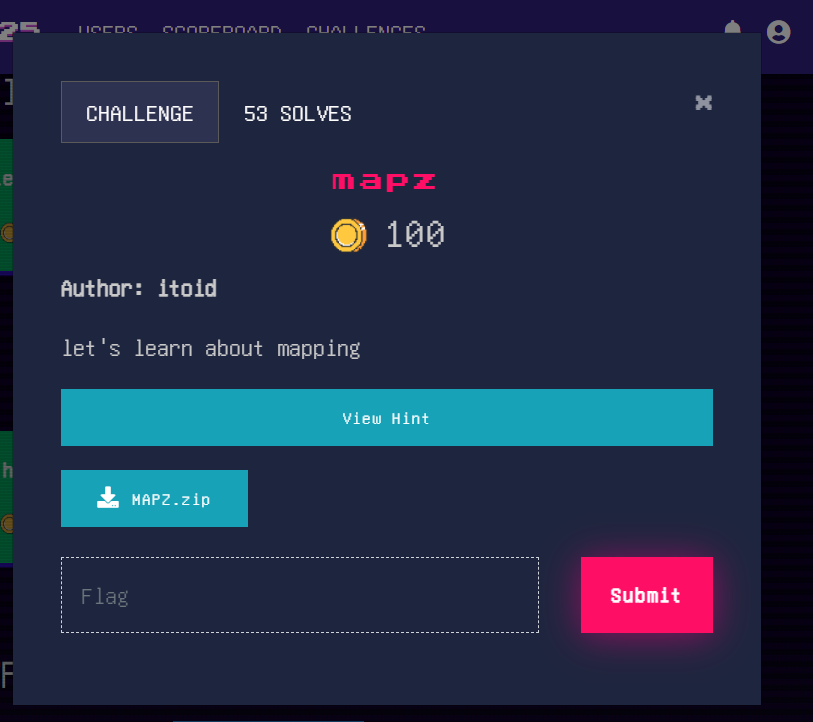 25 USERS SCOREBOARD CHALLENGES
CHALLENGE 53 SOLVES
mapz
100
Author: itoid
let's learn about mapping
View Hint
MAPZ.zip
Flag
Submit